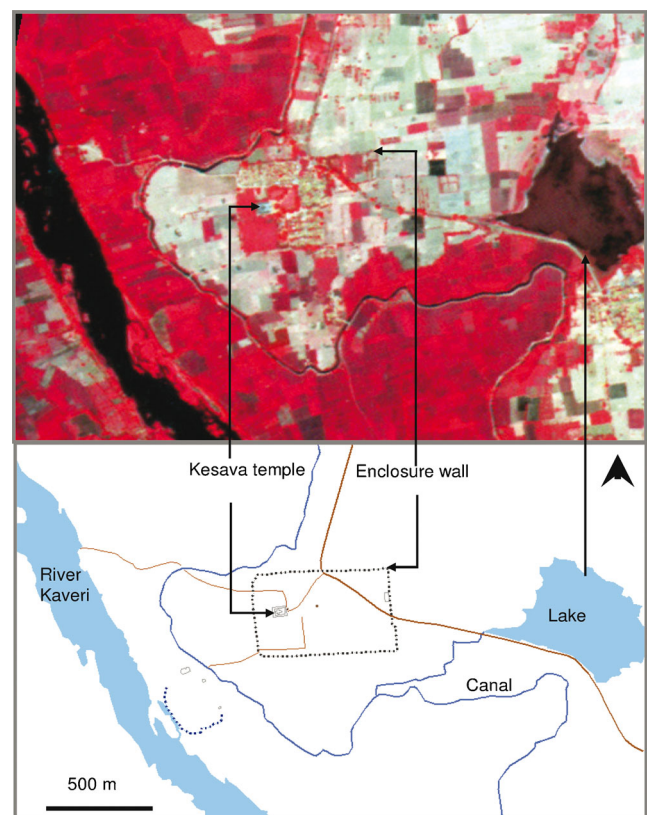 Kesava temple
Enclosure wall
River
Kaveri
Lake
Canal
500 m